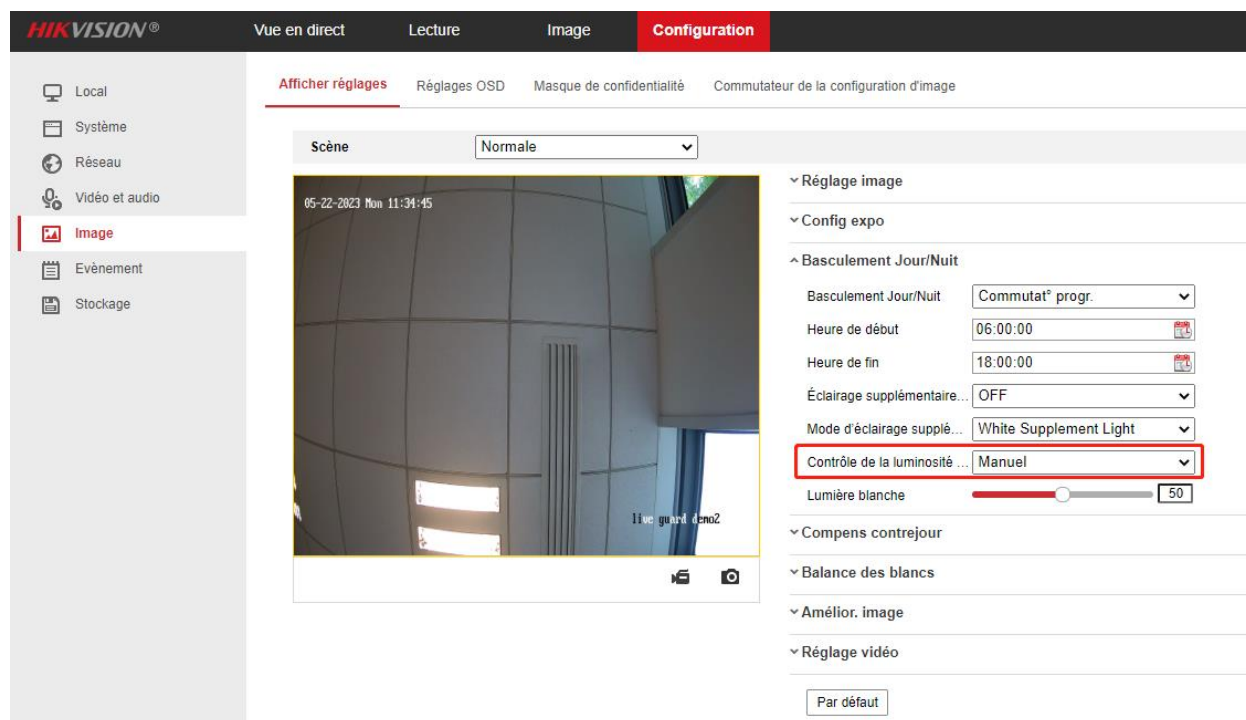 HIKVISION® Vue en direct Lecture Image Configuration
Afficher réglages Réglages OSD Masque de confidentialité Commutateur de la configuration d'image
Local
Système
Réseau
Vidéo et audio
Image
Evènement
Stockage
Scène Normale
05-22-2023 Mon 11:34:45
live guard demo2
Réglage image
Config expo
Basculement Jour/Nuit
Basculement Jour/Nuit Commutat° progr.
Heure de début 06:00:00
Heure de fin 18:00:00
Éclairage supplémentaire... OFF
Mode d'éclairage supplé... White Supplement Light
Contrôle de la luminosité ... Manuel
Lumière blanche 50
Compens contrejour
Balance des blancs
Amélior. image
Réglage vidéo
Par défaut